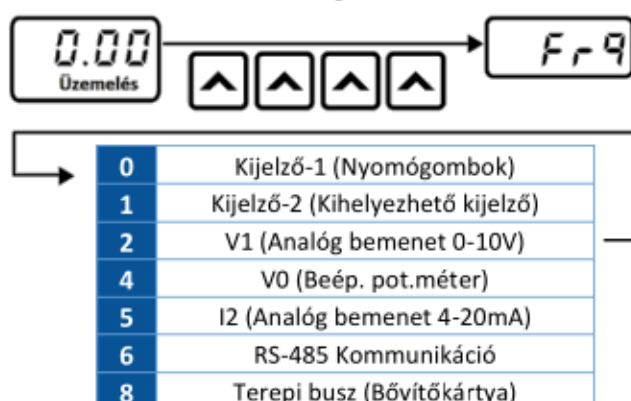 0.00
Üzemelés
Frq
0 Kijelző-1 (Nyomógombok)
1 Kijelző-2 (Kihelyezhető kijelző)
2 V1 (Analóg bemenet 0-10V)
4 V0 (Beép. pot.méter)
5 I2 (Analóg bemenet 4-20mA)
6 RS-485 Kommunikáció
8 Terepi busz (Bővítőkártya)